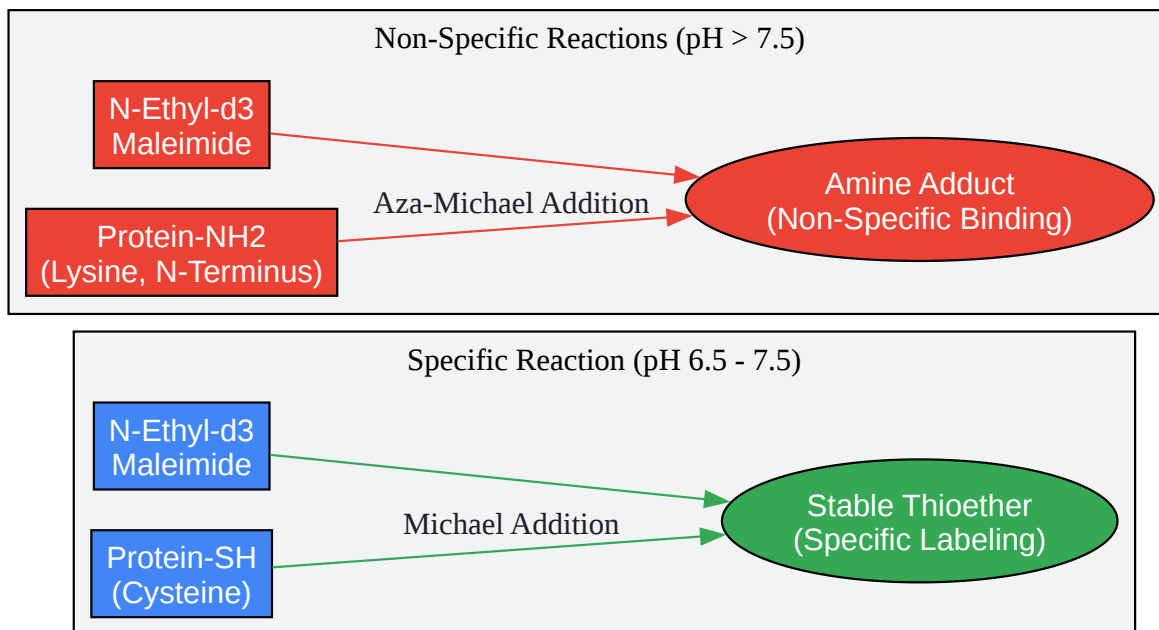 Non-Specific Reactions (pH > 7.5)
N-Ethyl-d3
Maleimide
Aza-Michael Addition
Protein-NH2
(Lysine, N-Terminus)
Amine Adduct
(Non-Specific Binding)
Specific Reaction (pH 6.5 - 7.5)
N-Ethyl-d3
Maleimide
Michael Addition
Protein-SH
(Cysteine)
Stable Thioether
(Specific Labeling)